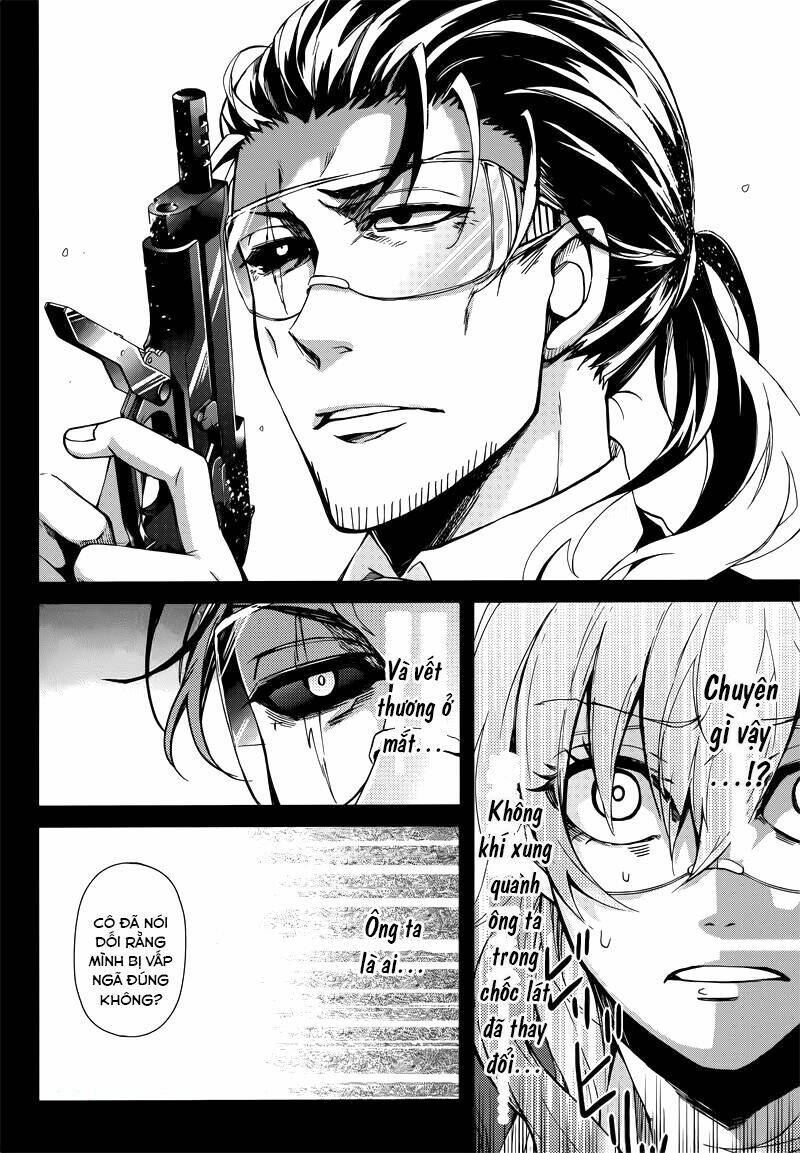 Chuyện
gì vậy
...!?
Không
khí xung
quanh
ông ta
trong
chốc lát
đã thay
đổi...
Và vết
thương ở
mắt...
Ông ta
là ai...
CÔ ĐÃ NÓI
DỐI RẰNG
MÌNH BỊ VẤP
NGÃ ĐÚNG
KHÔNG?